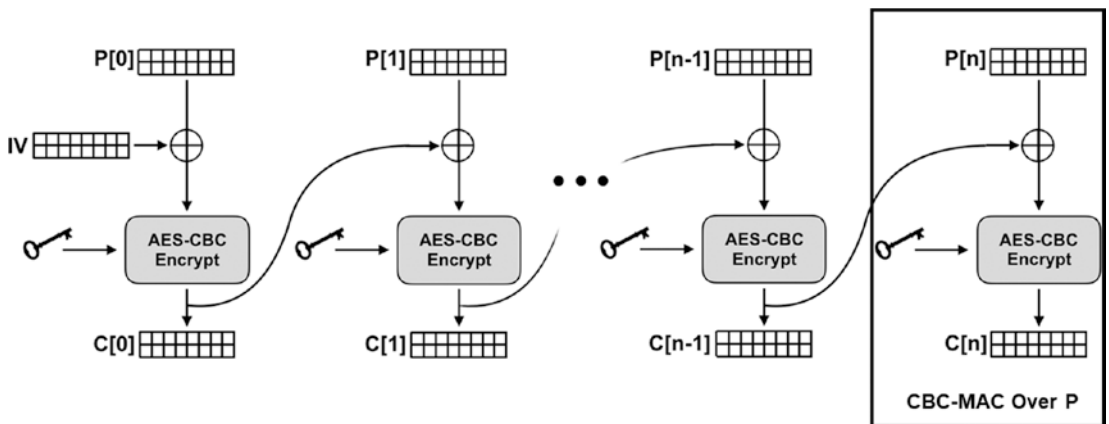 P[0]
P[1]
P[n-1]
P[n]
IV
AES-CBC
Encrypt
AES-CBC
Encrypt
AES-CBC
Encrypt
AES-CBC
Encrypt
C[0]
C[1]
C[n-1]
C[n]
CBC-MAC Over P